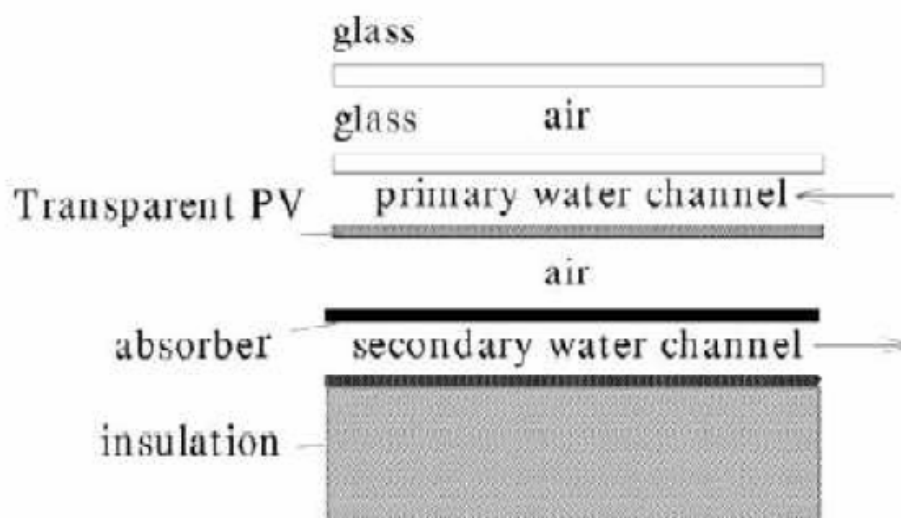 glass
glass air
primary water channel
Transparent PV
air
absorber
secondary water channel
insulation